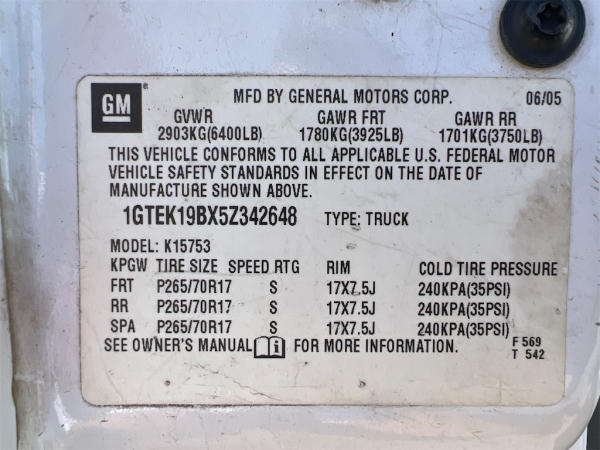 GM ® MFD BY GENERAL MOTORS CORP. 06/05
GVWR GAWR FRT GAWR RR
2903KG(6400LB) 1780KG(3925LB) 1701KG(3750LB)
THIS VEHICLE CONFORMS TO ALL APPLICABLE U.S. FEDERAL MOTOR
VEHICLE SAFETY STANDARDS IN EFFECT ON THE DATE OF
MANUFACTURE SHOWN ABOVE.
1GTEK19BX5Z342648 TYPE: TRUCK
MODEL: K15753
KPGW TIRE SIZE SPEED RTG RIM COLD TIRE PRESSURE
FRT P265/70R17 S 17X7.5J 240KPA(35PSI)
RR P265/70R17 S 17X7.5J 240KPA(35PSI)
SPA P265/70R17 S 17X7.5J 240KPA(35PSI)
SEE OWNER'S MANUAL FOR MORE INFORMATION.
F 569
T 542